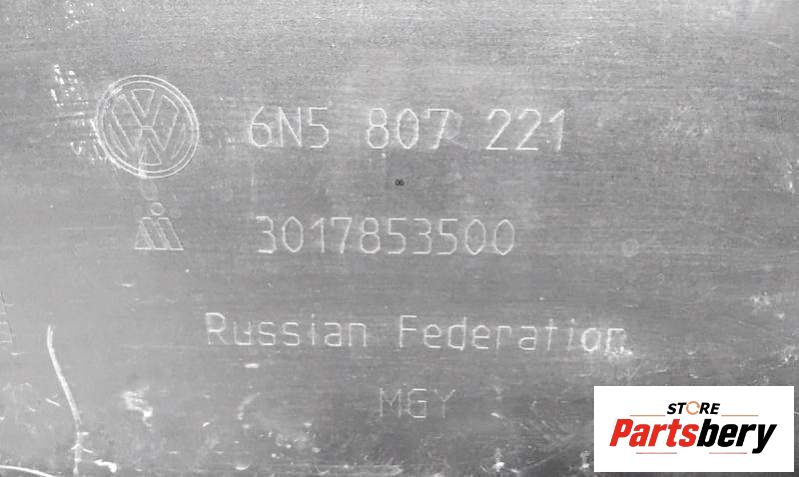 6N5 807 221
3017853500
Russian Federation
MGY
STORE
Partsbery